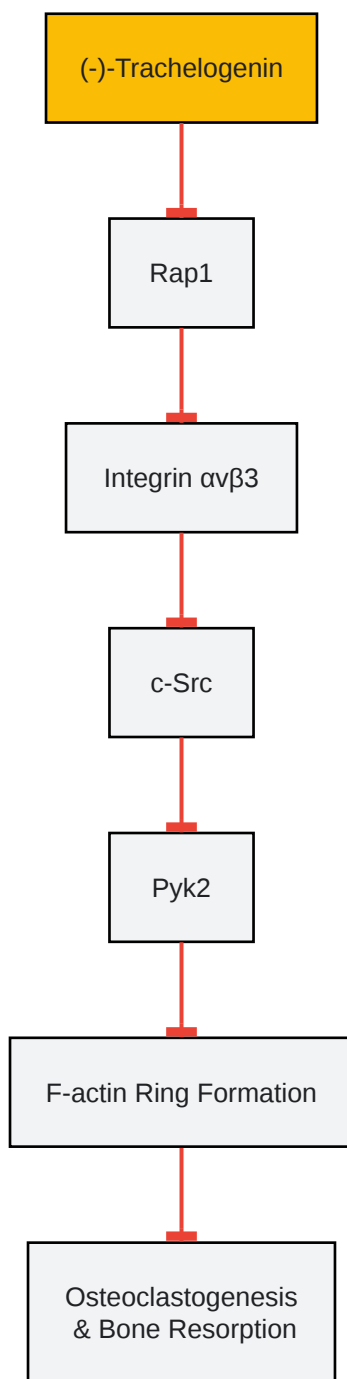 (-)-Trachelogenin
Rap1
Integrin αvβ3
c-Src
Pyk2
F-actin Ring Formation
Osteoclastogenesis
& Bone Resorption